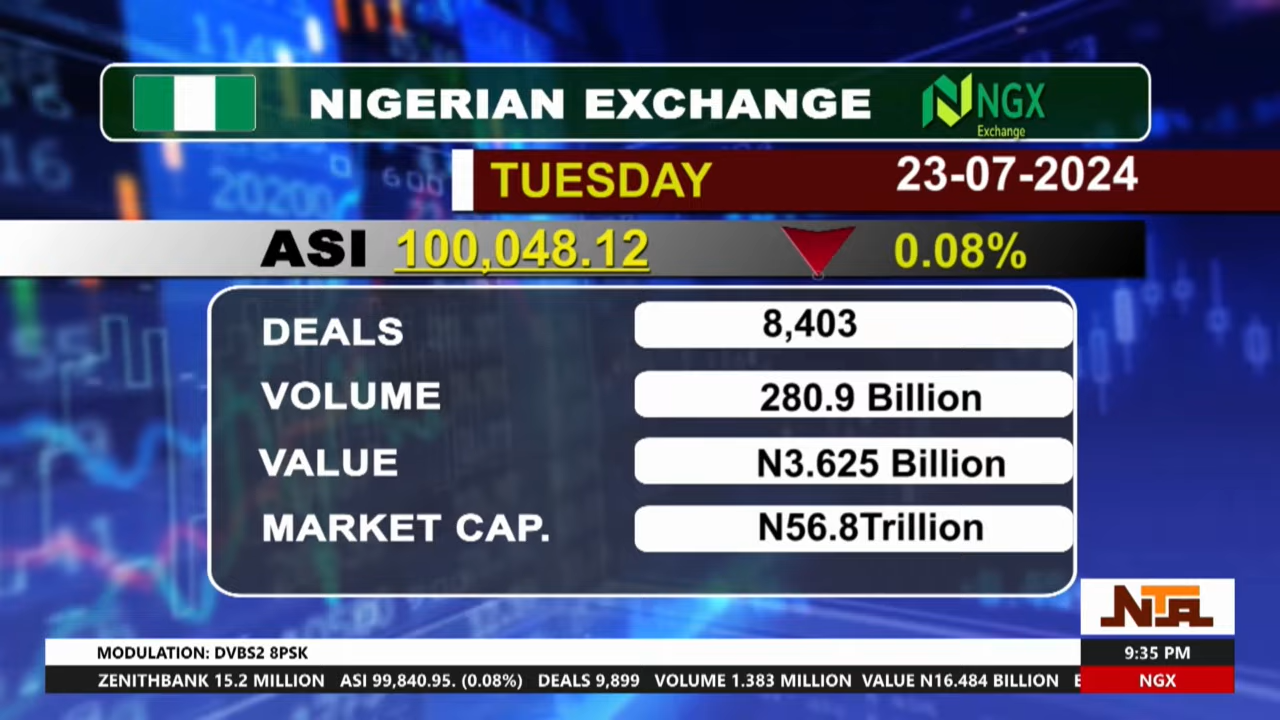 NIGERIAN EXCHANGE
NGX
Exchange
TUESDAY 23-07-2024
ASI 100,048.12 0.08%
DEALS 8,403
VOLUME 280.9 Billion
VALUE N3.625 Billion
MARKET CAP. N56.8Trillion
NTA
MODULATION: DVBS2 8PSK 9:35 PM
ZENITHBANK 15.2 MILLION ASI 99,840.95. (0.08%) DEALS 9,899 VOLUME 1.383 MILLION VALUE N16.484 BILLION NGX